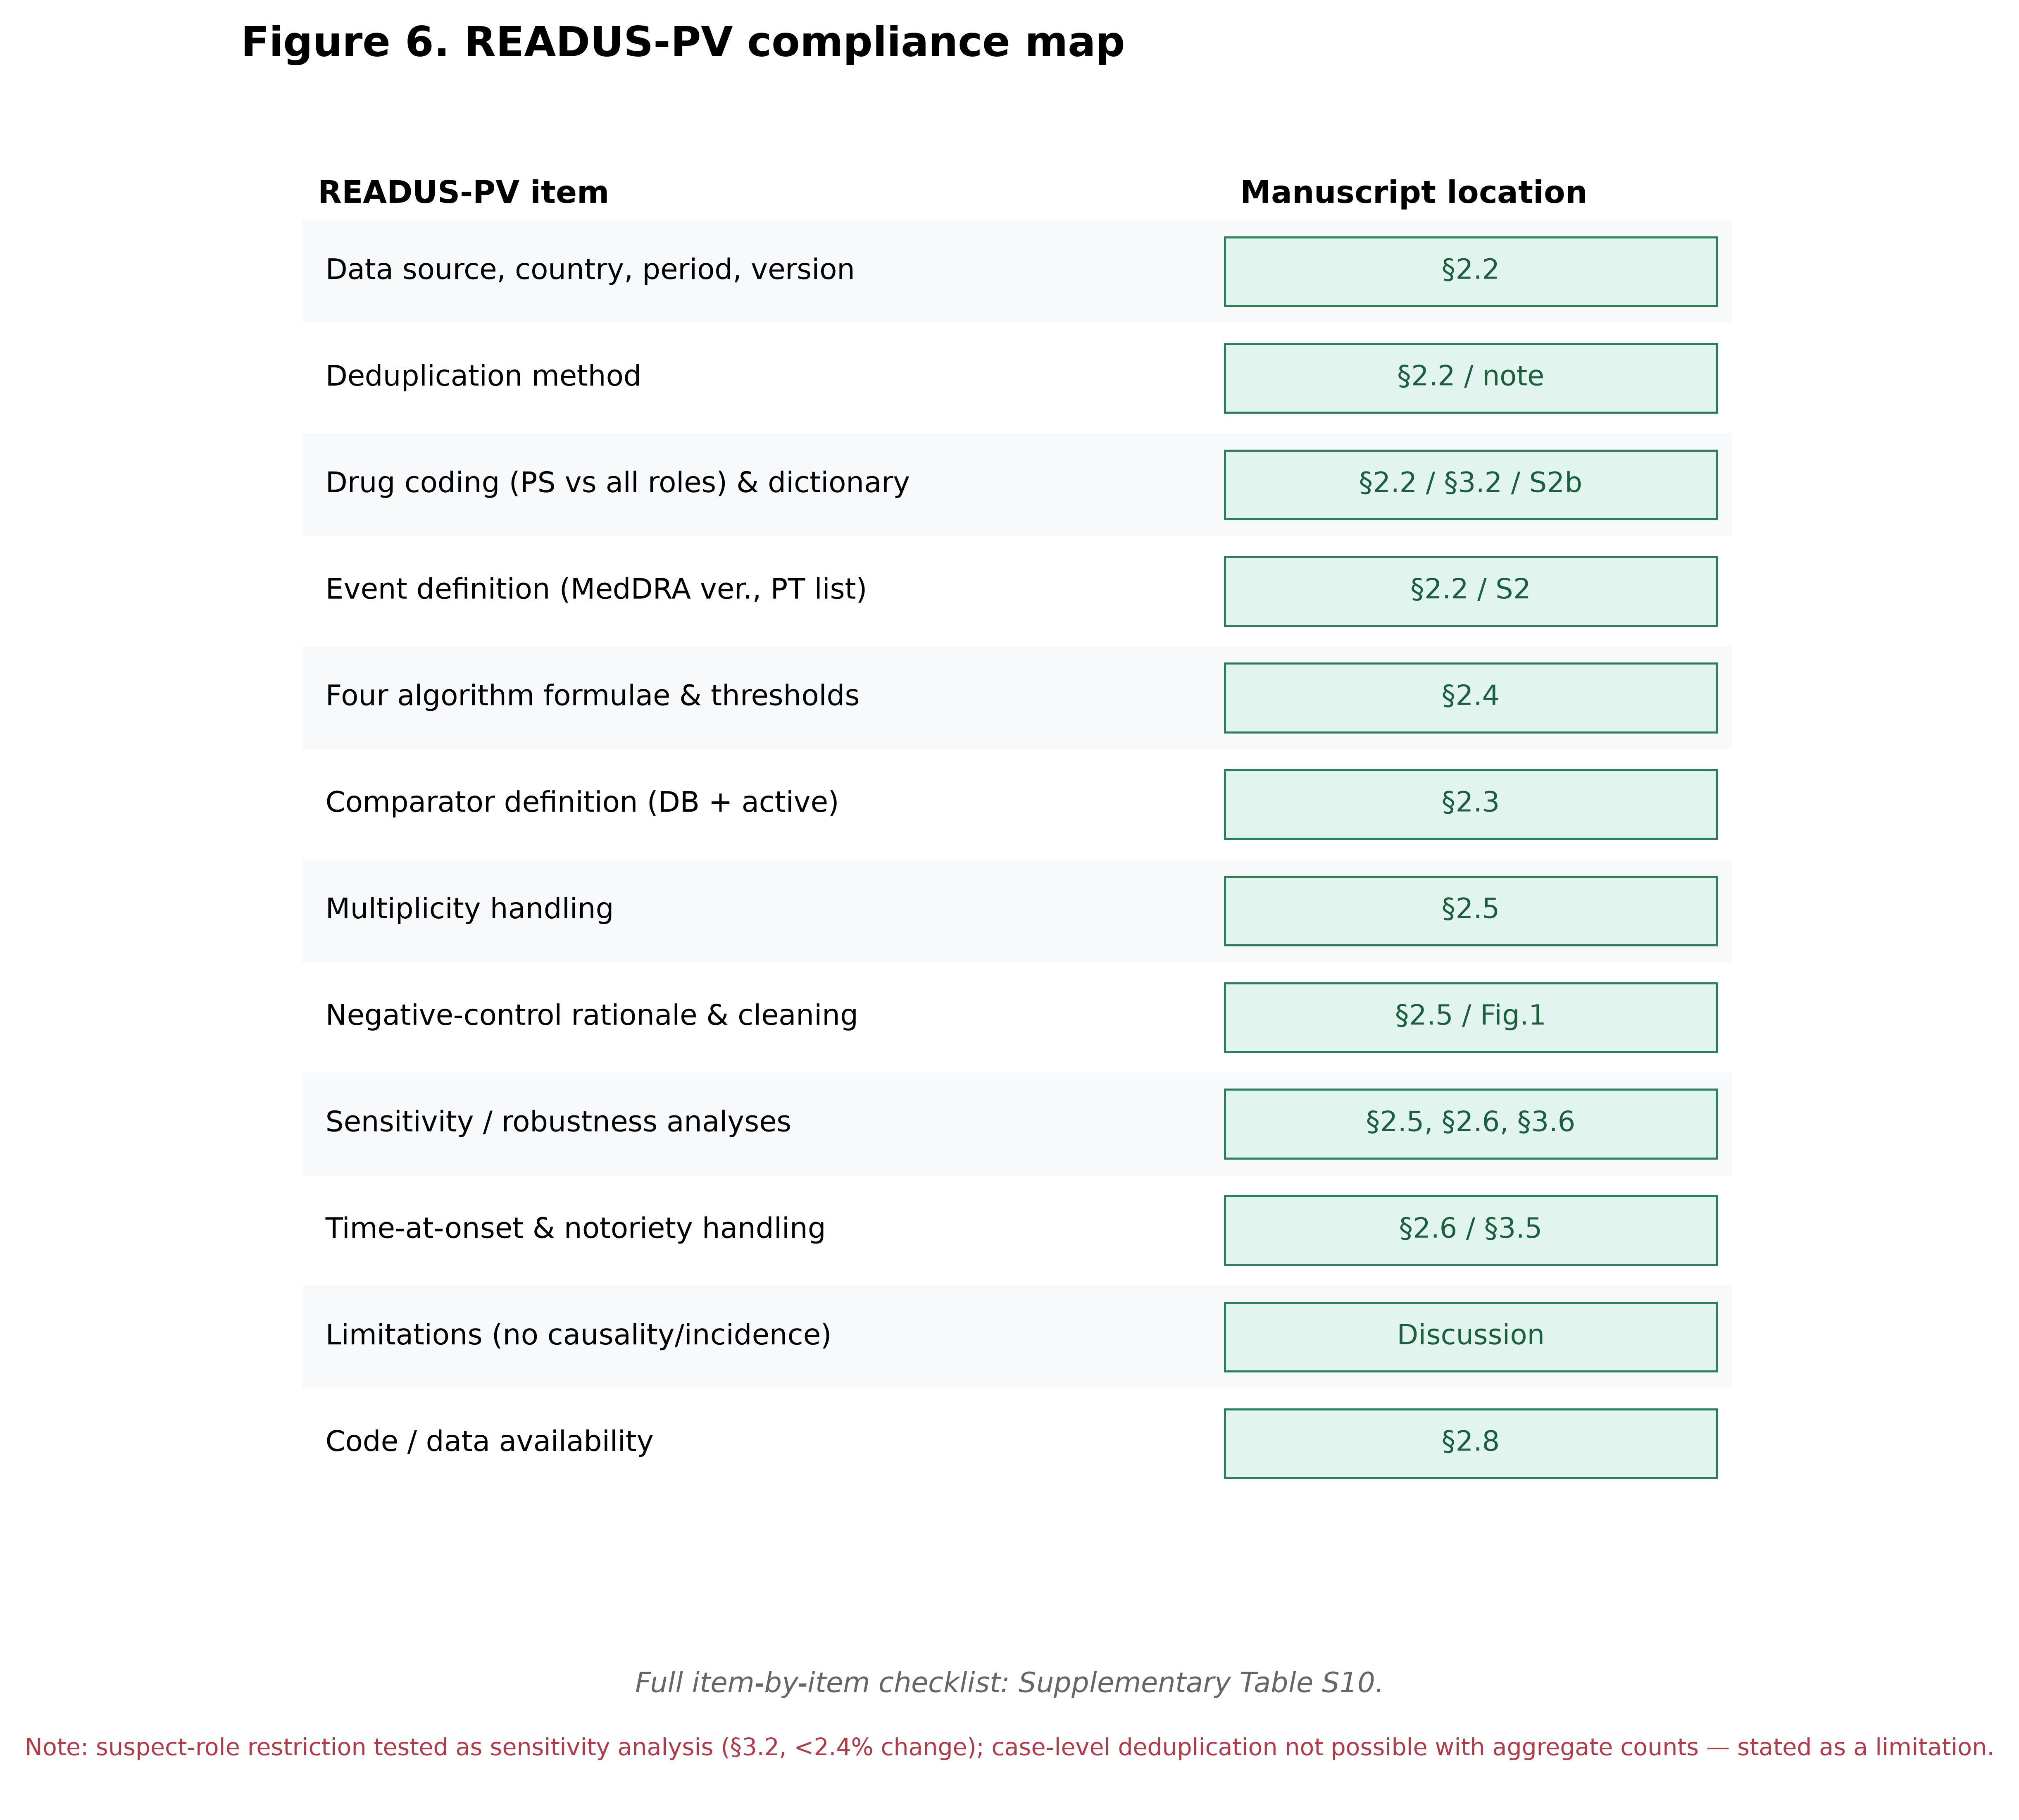 Figure 6. READUS-PV compliance map
READUS-PV item Manuscript location
Data source, country, period, version §2.2
Deduplication method §2.2 / note
Drug coding (PS vs all roles) & dictionary §2.2 / §3.2 / S2b
Event definition (MedDRA ver., PT list) §2.2 / S2
Four algorithm formulae & thresholds §2.4
Comparator definition (DB + active) §2.3
Multiplicity handling §2.5
Negative-control rationale & cleaning §2.5 / Fig.1
Sensitivity / robustness analyses §2.5, §2.6, §3.6
Time-at-onset & notoriety handling §2.6 / §3.5
Limitations (no causality/incidence) Discussion
Code / data availability §2.8
Full item-by-item checklist: Supplementary Table S10.
Note: suspect-role restriction tested as sensitivity analysis (§3.2, <2.4% change); case-level deduplication not possible with aggregate counts — stated as a limitation.